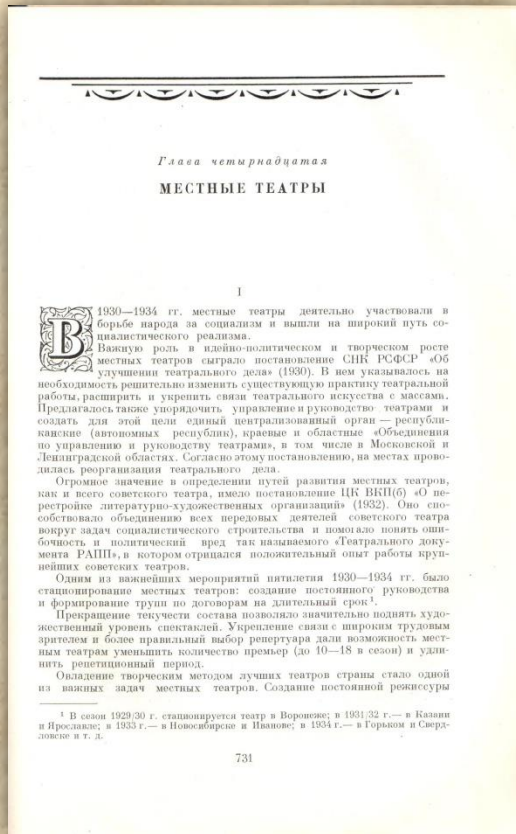 Глава четырнадцатая
МЕСТНЫЕ ТЕАТРЫ
I
В 1930—1934 гг. местные театры деятельно участвовали в
борьбе народа за социализм и вышли на широкий путь со-
циалистического реализма.
Важную роль в идейно-политическом и творческом росте
местных театров сыграло постановление СНК РСФСР «Об
улучшении театрального дела» (1930). В нем указывалось на
необходимость решительно изменить существующую практику театральной
работы, расширить и укрепить связи театрального искусства с массами.
Предлагалось также упорядочить управление и руководство театрами и
создать для этой цели единый централизованный орган — республи-
канские (автономных республик), краевые и областные «Объединения
по управлению и руководству театрами», в том числе в Московской и
Ленинградской областях. Согласно этому постановлению, на местах прово-
дилась реорганизация театрального дела.
Огромное значение в определении путей развития местных театров,
как и всего советского театра, имело постановление ЦК ВКП(б) «О пе-
рестройке литературно-художественных организаций» (1932). Оно спо-
собствовало объединению всех передовых деятелей советского театра
вокруг задач социалистического строительства и помогало понять оши-
бочность и политический вред так называемого «Театрального доку-
мента РАПП», в котором отрицался положительный опыт работы круп-
нейших советских театров.
Одним из важнейших мероприятий пятилетия 1930—1934 гг. было
стационирование местных театров: создание постоянного руководства
и формирование трупп по договорам на длительный срок¹.
Прекращение текучести состава позволяло значительно поднять худо-
жественный уровень спектаклей. Укрепление связи с широким трудовым
зрителем и более правильный выбор репертуара дали возможность мест-
ным театрам уменьшить количество премьер (до 10—18 в сезон) и удли-
нить репетиционный период.
Овладение творческим методом лучших театров страны стало одной
из важных задач местных театров. Создание постоянной режиссуры
¹ В сезон 1929/30 г. стационируется театр в Воронеже; в 1931/32 г.— в Казани
и Ярославле; в 1933 г.— в Новосибирске и Иванове; в 1934 г.— в Горьком и Сверд-
ловске и т. д.
731